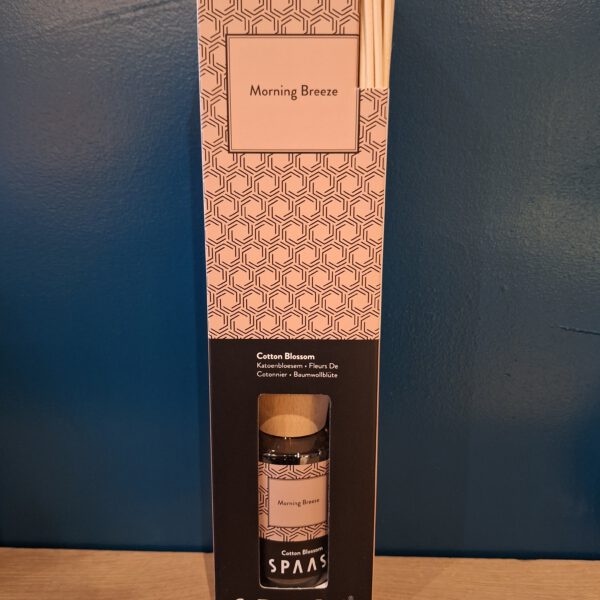 Morning Breeze
Cotton Blossom
Katoenbloesem • Fleurs De
Cotonnier • Baumwollblüte
Morning Breeze
Cotton Blossom
SPAAS